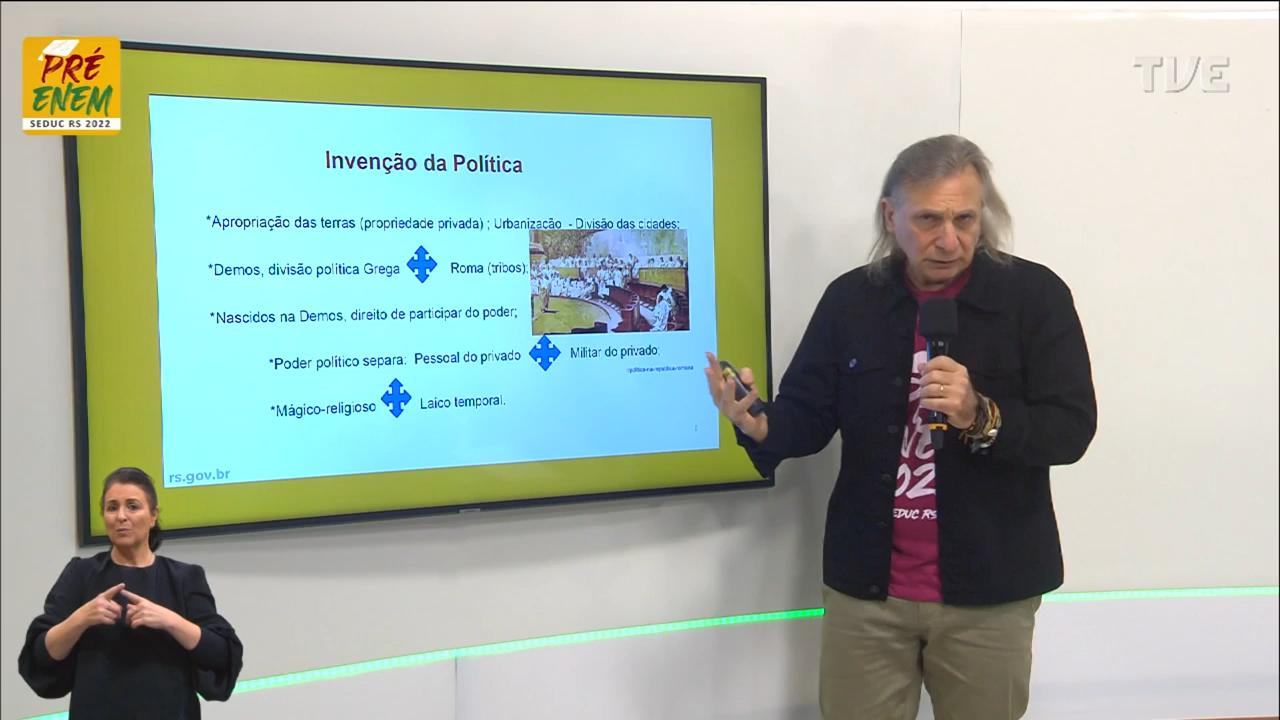 PRÉ
ENEM
SEDUC RS 2022
TVE
Invenção da Política
*Apropriação das terras (propriedade privada) ; Urbanização - Divisão das cidades;
*Demos, divisão política Grega Roma (tribos);
*Nascidos na Demos, direito de participar do poder;
*Poder político separa: Pessoal do privado Militar do privado;
*Mágico-religioso Laico temporal.
rs.gov.br
SEDUC RS